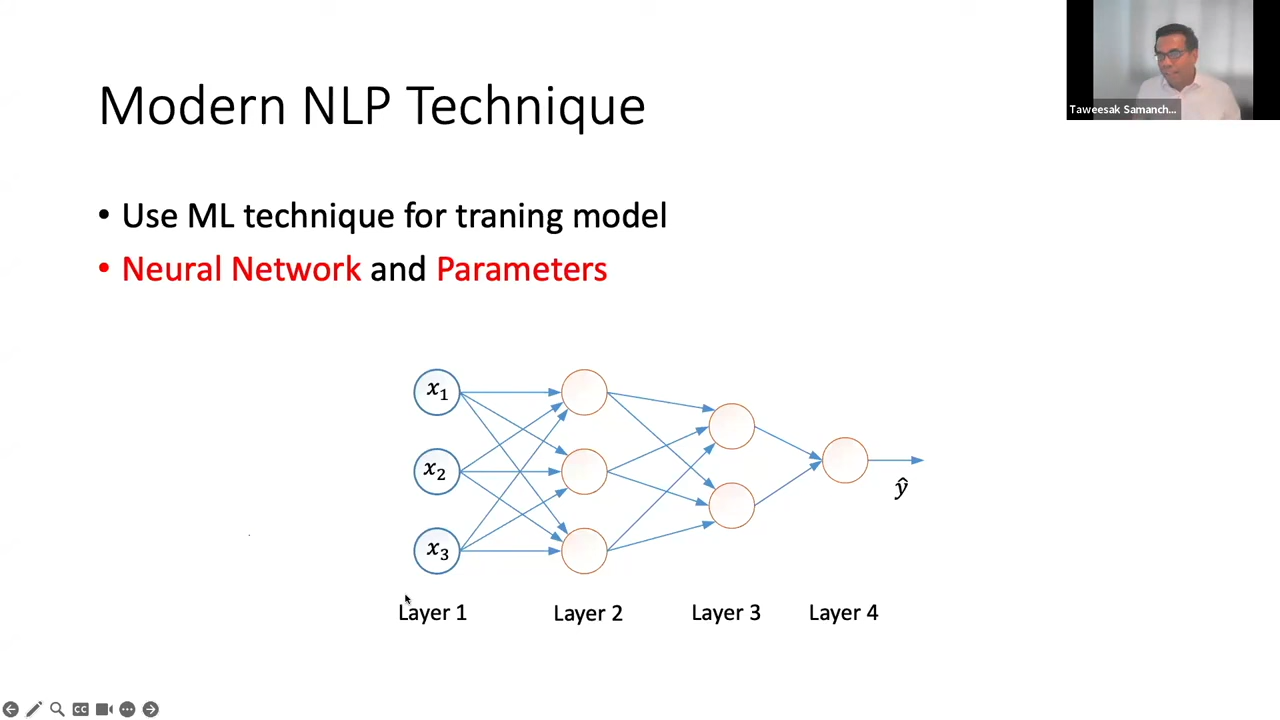 Taweesak Samanch...
Modern NLP Technique
• Use ML technique for traning model
• Neural Network and Parameters
x₁
x₂
x₃
ŷ
Layer 1 Layer 2 Layer 3 Layer 4
CC